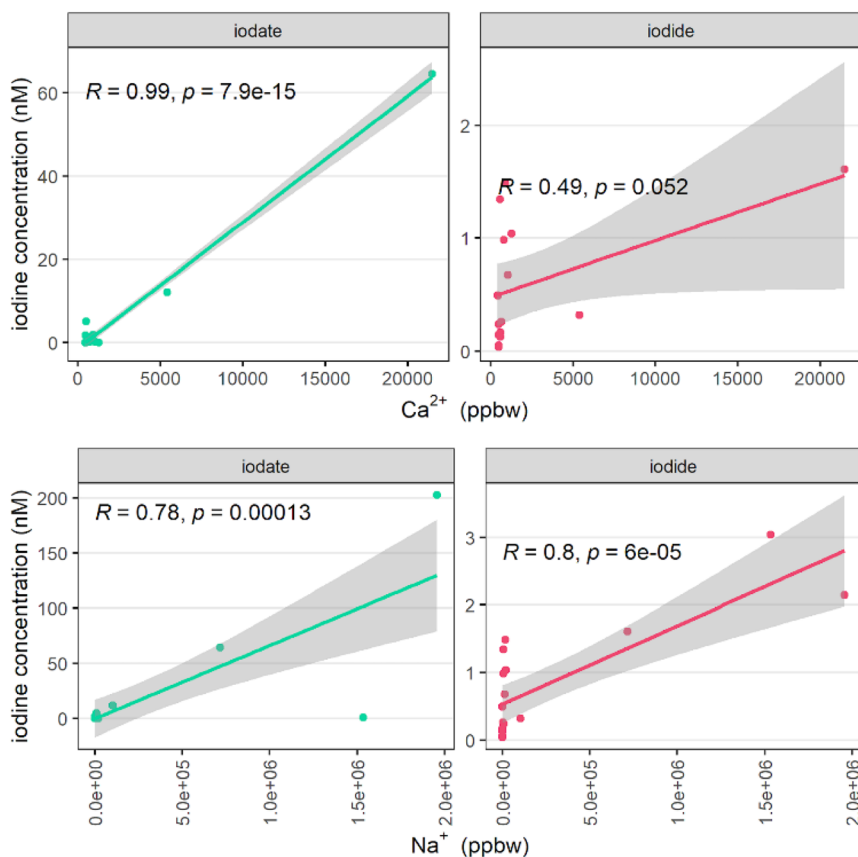 iodate iodide
R = 0.99, p = 7.9e-15
R = 0.49, p = 0.052
iodine concentration (nM)
60
40
20
0
2
1
0
0 5000 10000 15000 20000
0 5000 10000 15000 20000
Ca²⁺ (ppbw)
iodate iodide
R = 0.78, p = 0.00013
R = 0.8, p = 6e-05
iodine concentration (nM)
200
150
100
50
0
3
2
1
0
0.0e+00 5.0e+05 1.0e+06 1.5e+06 2.0e+06
0.0e+00 5.0e+05 1.0e+06 1.5e+06 2.0e+0
Na⁺ (ppbw)